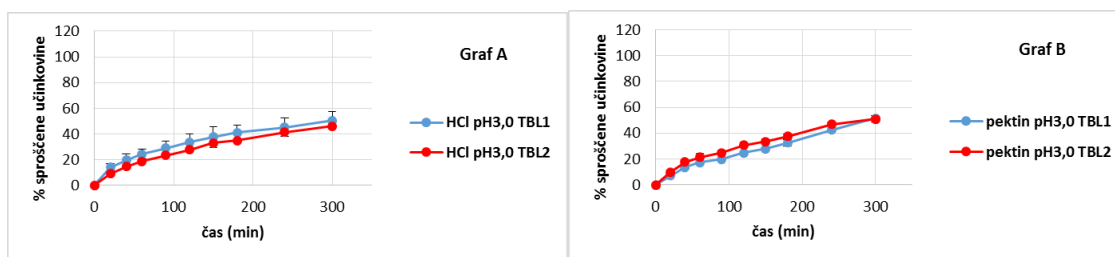 120
100
80
60
40
20
0
% sproščene učinkovine
0 100 200 300
čas (min)
Graf A
HCl pH3,0 TBL1
HCl pH3,0 TBL2
120
100
80
60
40
20
0
% sproščene učinkovine
0 100 200 300
čas (min)
Graf B
pektin pH3,0 TBL1
pektin pH3,0 TBL2